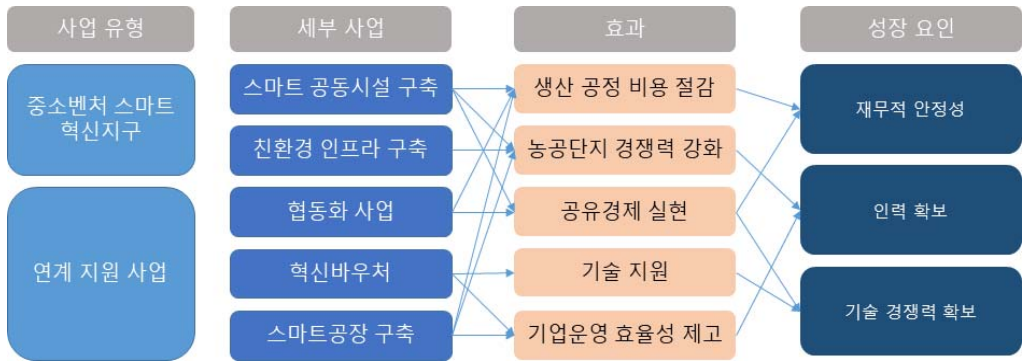 사업 유형
세부 사업
효과
성장 요인
중소벤처 스마트
혁신지구
연계 지원 사업
스마트 공동시설 구축
친환경 인프라 구축
협동화 사업
혁신바우처
스마트공장 구축
생산 공정 비용 절감
농공단지 경쟁력 강화
공유경제 실현
기술 지원
기업운영 효율성 제고
재무적 안정성
인력 확보
기술 경쟁력 확보